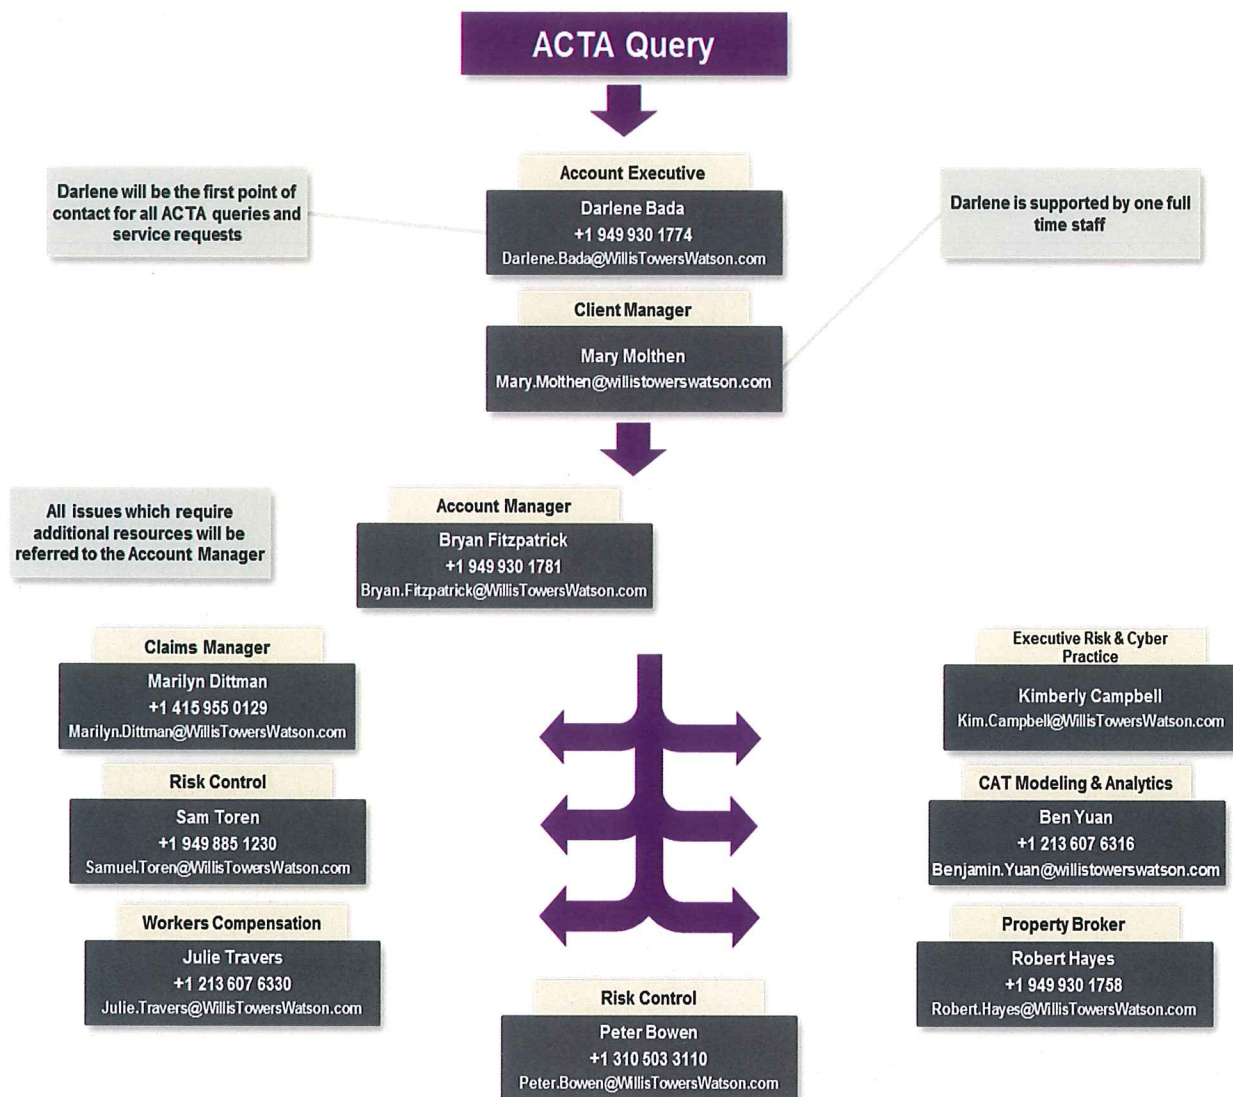 ACTA Query
Account Executive
Darlene Bada
+1 949 930 1774
Darlene.Bada@WillisTowersWatson.com
Darlene will be the first point of
contact for all ACTA queries and
service requests
Darlene is supported by one full
time staff
Client Manager
Mary Molthen
Mary.Molthen@willistowerswatson.com
All issues which require
additional resources will be
referred to the Account Manager
Account Manager
Bryan Fitzpatrick
+1 949 930 1781
Bryan.Fitzpatrick@WillisTowersWatson.com
Claims Manager
Marilyn Dittman
+1 415 955 0129
Marilyn.Dittman@WillisTowersWatson.com
Risk Control
Sam Toren
+1 949 885 1230
Samuel.Toren@WillisTowersWatson.com
Workers Compensation
Julie Travers
+1 213 607 6330
Julie.Travers@WillisTowersWatson.com
Executive Risk & Cyber
Practice
Kimberly Campbell
Kim.Campbell@WillisTowersWatson.com
CAT Modeling & Analytics
Ben Yuan
+1 213 607 6316
Benjamin.Yuan@willistowerswatson.com
Property Broker
Robert Hayes
+1 949 930 1758
Robert.Hayes@WillisTowersWatson.com
Risk Control
Peter Bowen
+1 310 503 3110
Peter.Bowen@WillisTowersWatson.com